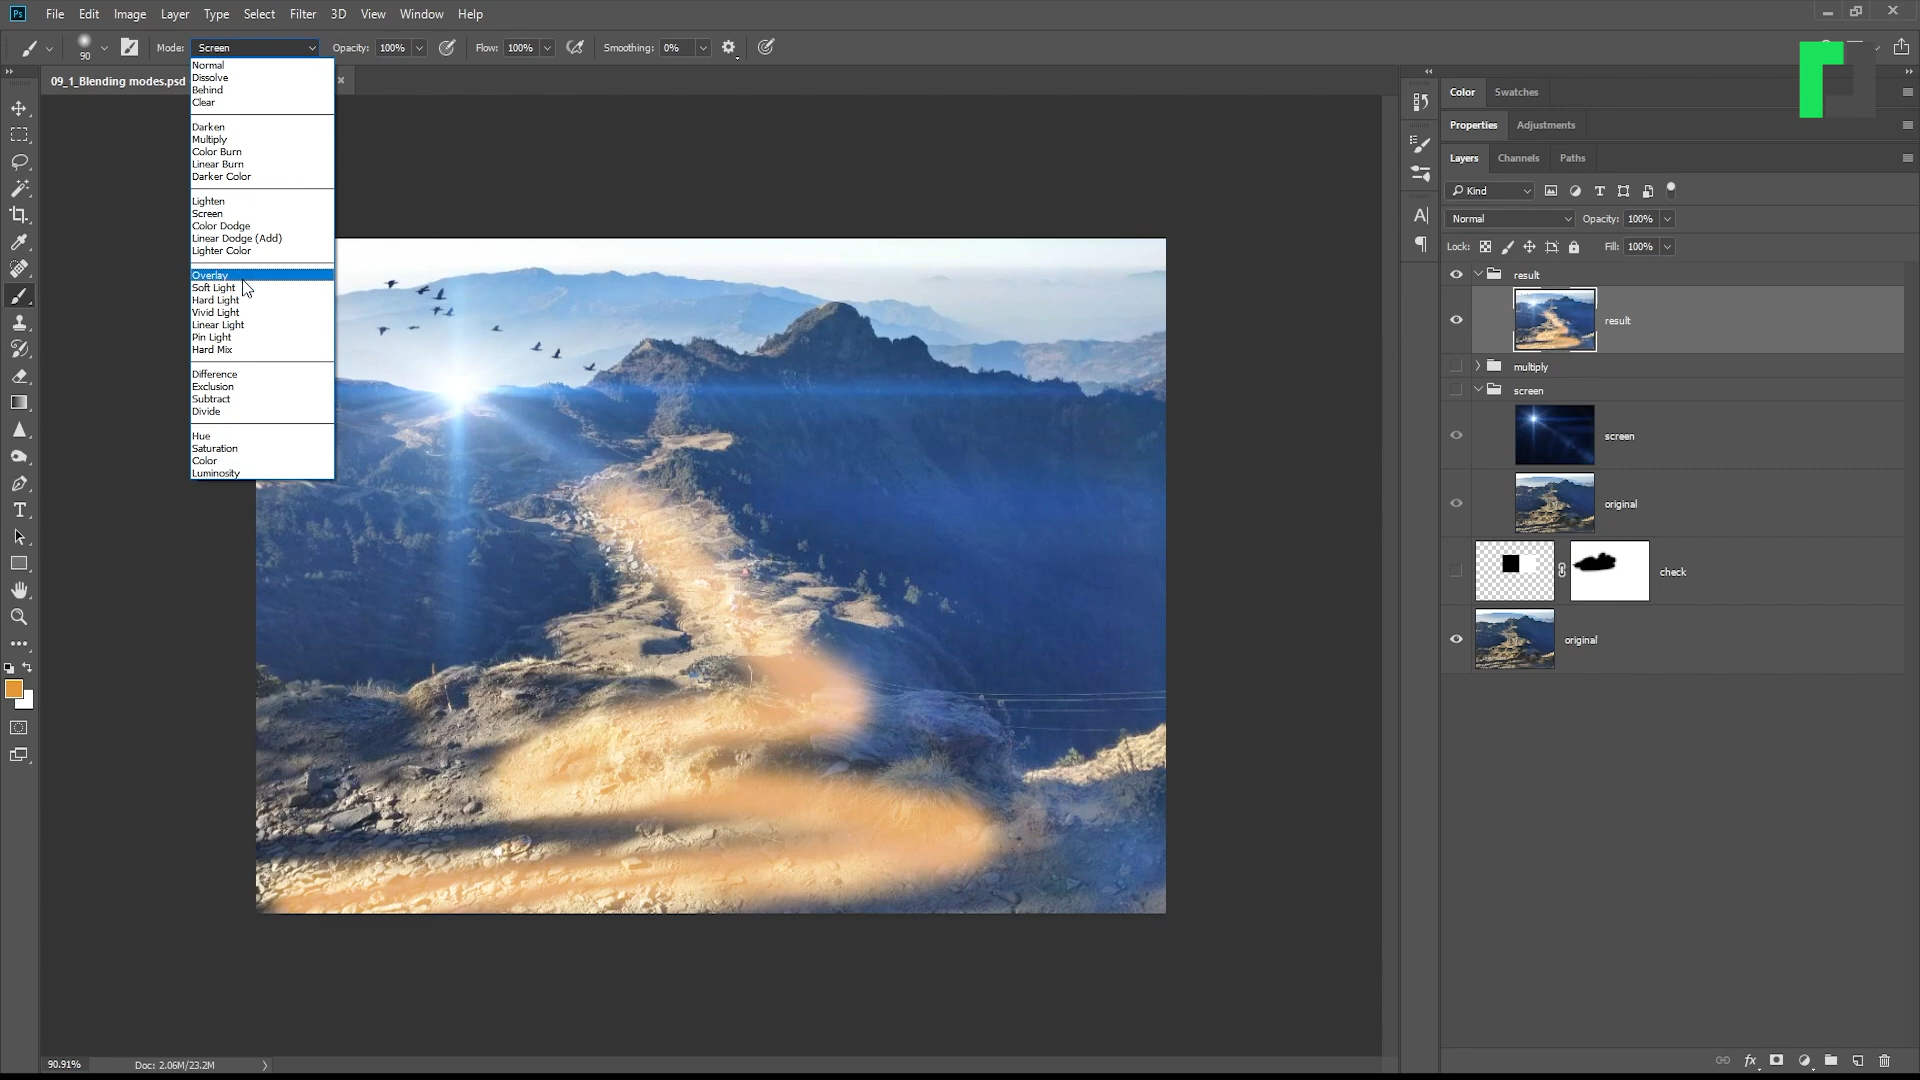 Ps File Edit Image Layer Type Select Filter 3D View Window Help
90 Mode: Screen Opacity: 100% Flow: 100% Smoothing: 0%
09_1_Blending modes.psd
Normal
Dissolve
Behind
Clear
Darken
Multiply
Color Burn
Linear Burn
Darker Color
Lighten
Screen
Color Dodge
Linear Dodge (Add)
Lighter Color
Overlay
Soft Light
Hard Light
Vivid Light
Linear Light
Pin Light
Hard Mix
Difference
Exclusion
Subtract
Divide
Hue
Saturation
Color
Luminosity
Color Swatches
Properties Adjustments
Layers Channels Paths
Kind
Normal Opacity: 100%
Lock: Fill: 100%
result
result
multiply
screen
screen
original
check
original
90.91% Doc: 2.06M/23.2M